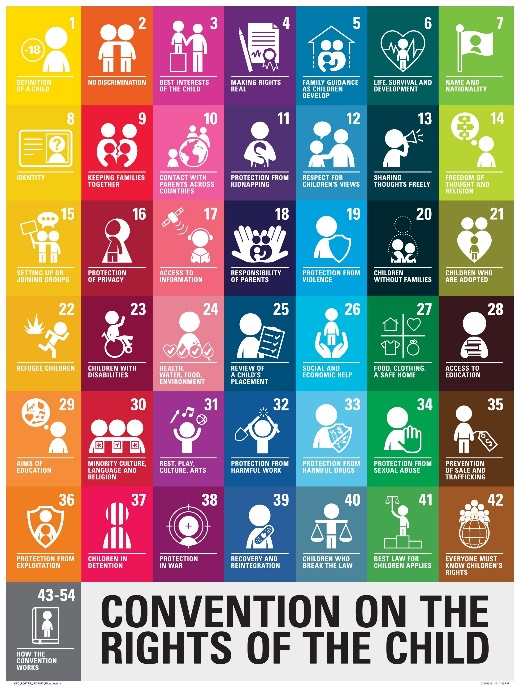 1
-18
DEFINITION
OF A CHILD
2
NO DISCRIMINATION
3
BEST INTERESTS
OF THE CHILD
4
MAKING RIGHTS
REAL
5
FAMILY GUIDANCE
AS CHILDREN
DEVELOP
6
LIFE, SURVIVAL AND
DEVELOPMENT
7
NAME AND
NATIONALITY
8
IDENTITY
9
KEEPING FAMILIES
TOGETHER
10
CONTACT WITH
PARENTS ACROSS
COUNTRIES
11
PROTECTION FROM
KIDNAPPING
12
RESPECT FOR
CHILDREN'S VIEWS
13
SHARING
THOUGHTS FREELY
14
FREEDOM OF
THOUGHT AND
RELIGION
15
SETTING UP OR
JOINING GROUPS
16
PROTECTION
OF PRIVACY
17
ACCESS TO
INFORMATION
18
RESPONSIBILITY
OF PARENTS
19
PROTECTION FROM
VIOLENCE
20
CHILDREN
WITHOUT FAMILIES
21
CHILDREN WHO
ARE ADOPTED
22
REFUGEE CHILDREN
23
CHILDREN WITH
DISABILITIES
24
HEALTH,
WATER, FOOD,
ENVIRONMENT
25
REVIEW OF
A CHILD'S
PLACEMENT
26
SOCIAL AND
ECONOMIC HELP
27
FOOD, CLOTHING,
A SAFE HOME
28
ACCESS TO
EDUCATION
29
AIMS OF
EDUCATION
30
MINORITY CULTURE,
LANGUAGE AND
RELIGION
31
REST, PLAY,
CULTURE, ARTS
32
PROTECTION FROM
HARMFUL WORK
33
PROTECTION FROM
HARMFUL DRUGS
34
PROTECTION FROM
SEXUAL ABUSE
35
PREVENTION
OF SALE AND
TRAFFICKING
36
PROTECTION FROM
EXPLOITATION
37
CHILDREN IN
DETENTION
38
PROTECTION
IN WAR
39
RECOVERY AND
REINTEGRATION
40
CHILDREN WHO
BREAK THE LAW
41
BEST LAW FOR
CHILDREN APPLIES
42
EVERYONE MUST
KNOW CHILDREN'S
RIGHTS
43-54
HOW THE
CONVENTION
WORKS
CONVENTION ON THE
RIGHTS OF THE CHILD